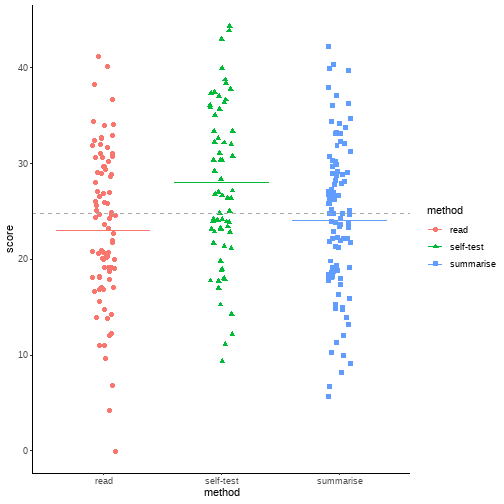 40
30
20
10
0
score
read
self-test
summarise
method
method
read
self-test
summarise